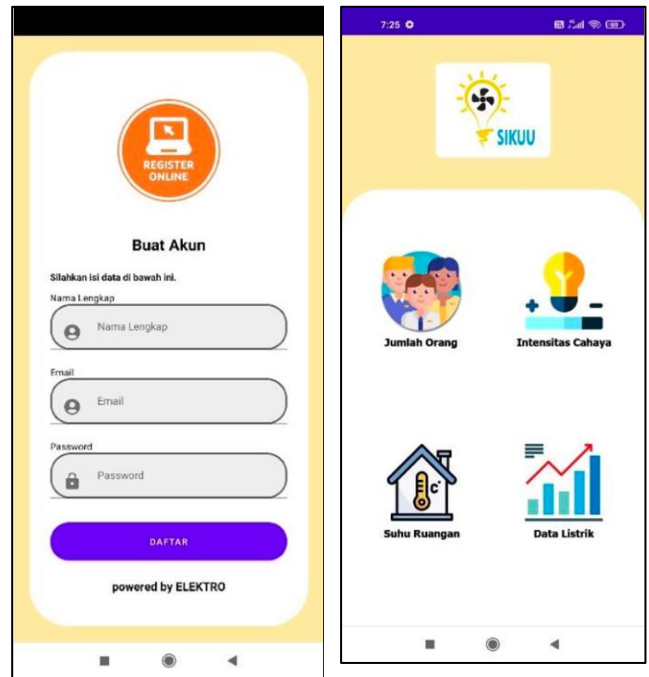 REGISTER
ONLINE
Buat Akun
Silahkan isi data di bawah ini.
Nama Lengkap
Nama Lengkap
Email
Email
Password
Password
DAFTAR
powered by ELEKTRO
7:25
SIKUU
Jumlah Orang
Intensitas Cahaya
C°
Suhu Ruangan
Data Listrik